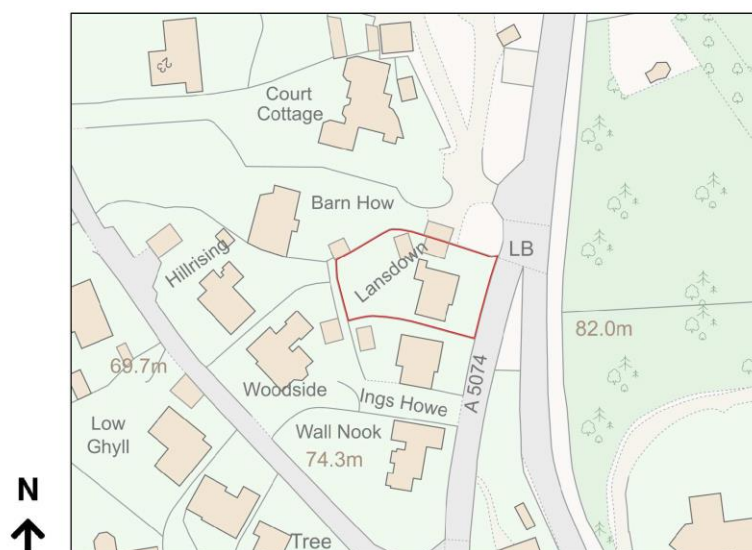 23
Court
Cottage
Barn How
LB
Lansdown
Hillrising
82.0m
69.7m
A 5074
Woodside
Ings Howe
Low
Ghyll
Wall Nook
74.3m
N
Tree